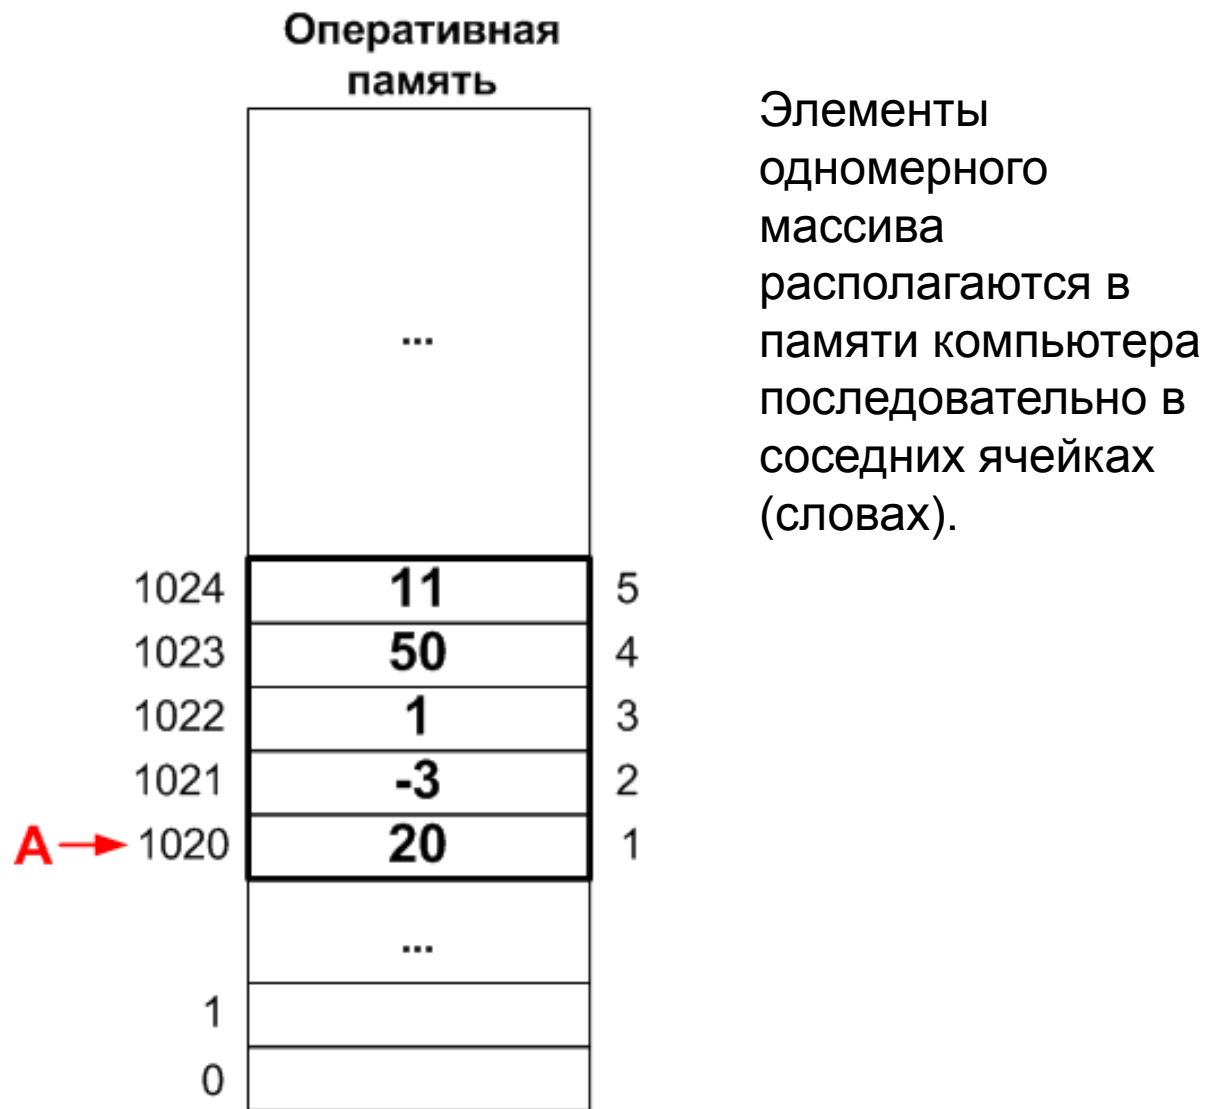 Оперативная
память
Элементы
одномерного
массива
располагаются в
памяти компьютера
последовательно в
соседних ячейках
(словах).
...
1024 11 5
1023 50 4
1022 1 3
1021 -3 2
A 1020 20 1
...
1
0